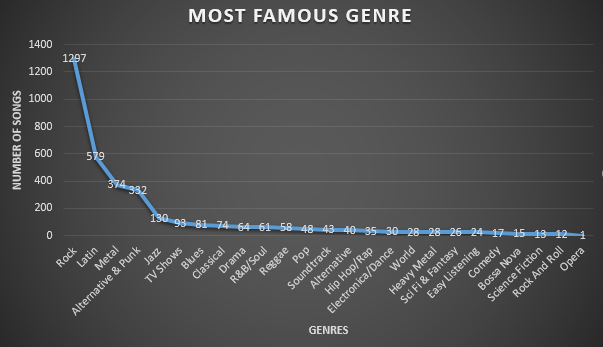 MOST FAMOUS GENRE
NUMBER OF SONGS
1400
1200
1000
800
600
400
200
0
1297
579
374
332
130
93
81
74
64
61
58
48
43
40
35
30
28
28
26
24
17
15
13
12
1
Rock
Latin
Metal
Alternative & Punk
Jazz
TV Shows
Blues
Classical
Drama
R&B/Soul
Reggae
Pop
Soundtrack
Alternative
Hip Hop/Rap
Electronica/Dance
World
Heavy Metal
Sci Fi & Fantasy
Easy Listening
Comedy
Bossa Nova
Science Fiction
Rock And Roll
Opera
GENRES